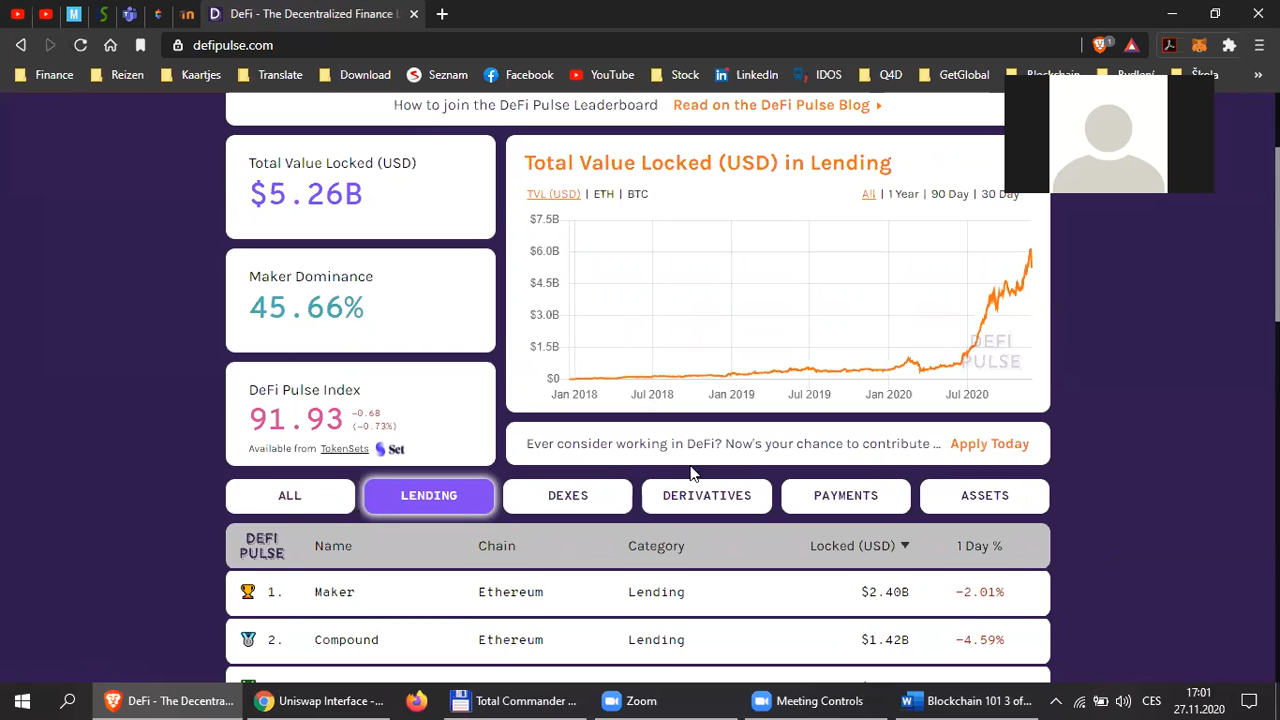 DeFi - The Decentralized Finance L
defipulse.com
Finance
Reizen
Kaartjes
Translate
Download
Seznam
Facebook
YouTube
Stock
LinkedIn
IDOS
Q4D
GetGlobal
How to join the DeFi Pulse Leaderboard Read on the DeFi Pulse Blog
Total Value Locked (USD)
$5.26B
Maker Dominance
45.66%
DeFi Pulse Index
91.93
-0.68
(-0.73%)
Available from TokenSets Set
Total Value Locked (USD) in Lending
TVL (USD) | ETH | BTC
All | 1 Year | 90 Day | 30 Day
$7.5B
$6.0B
$4.5B
$3.0B
$1.5B
$0
Jan 2018 Jul 2018 Jan 2019 Jul 2019 Jan 2020 Jul 2020
DEFI
PULSE
Ever consider working in DeFi? Now's your chance to contribute ... Apply Today
ALL LENDING DEXES DERIVATIVES PAYMENTS ASSETS
DEFI
PULSE
Name Chain Category Locked (USD) 1 Day %
1. Maker Ethereum Lending $2.40B -2.01%
2. Compound Ethereum Lending $1.42B -4.59%
DeFi - The Decentra...
Uniswap Interface -...
Total Commander ...
Zoom
Meeting Controls
Blockchain 101 3 of...
CES
17:01
27.11.2020